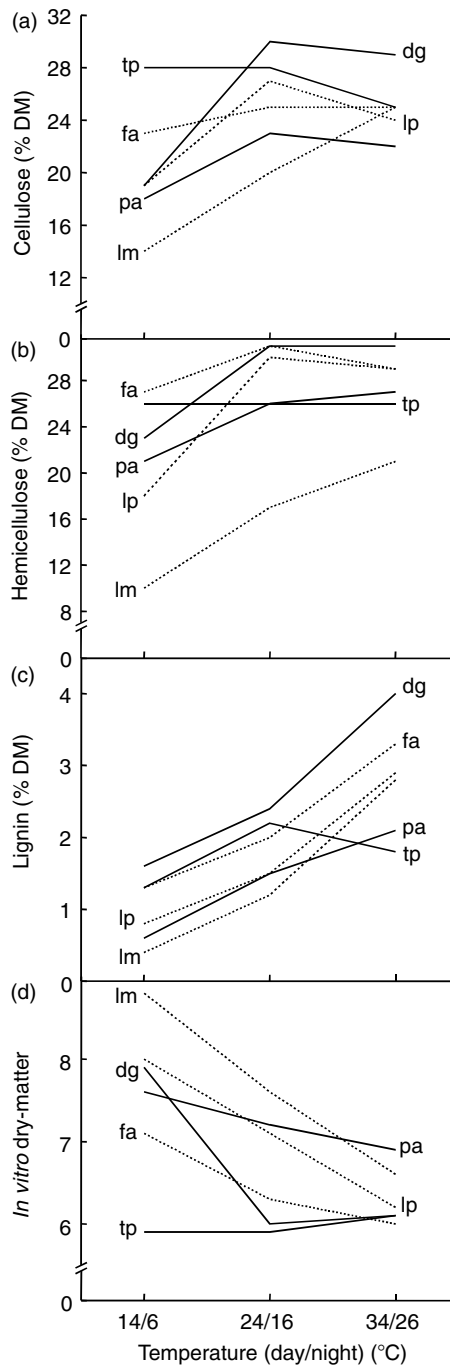 (a)
32
28
24
20
16
12
0
Cellulose (% DM)
tp
fa
pa
lm
dg
lp
(b)
28
24
20
16
12
8
0
Hemicellulose (% DM)
fa
dg
pa
lp
lm
tp
(c)
4
3
2
1
0
Lignin (% DM)
lp
lm
dg
fa
pa
tp
(d)
8
7
6
0
In vitro dry-matter
lm
dg
fa
tp
pa
lp
14/6 24/16 34/26
Temperature (day/night) (°C)